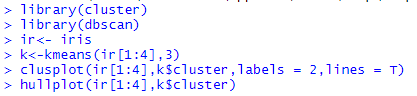 > library(cluster)
> library(dbscan)
> ir<- iris
> k<-kmeans(ir[1:4],3)
> clusplot(ir[1:4],k$cluster,labels = 2,lines = T)
> hullplot(ir[1:4],k$cluster)